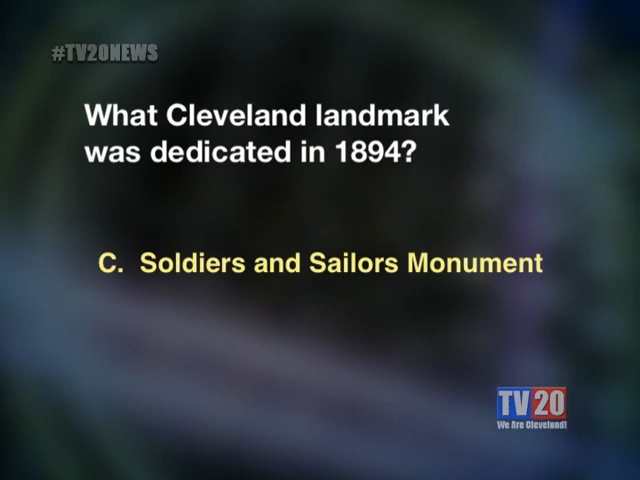 #TV20NEWS
What Cleveland landmark
was dedicated in 1894?
C. Soldiers and Sailors Monument
TV20
We Are Cleveland!